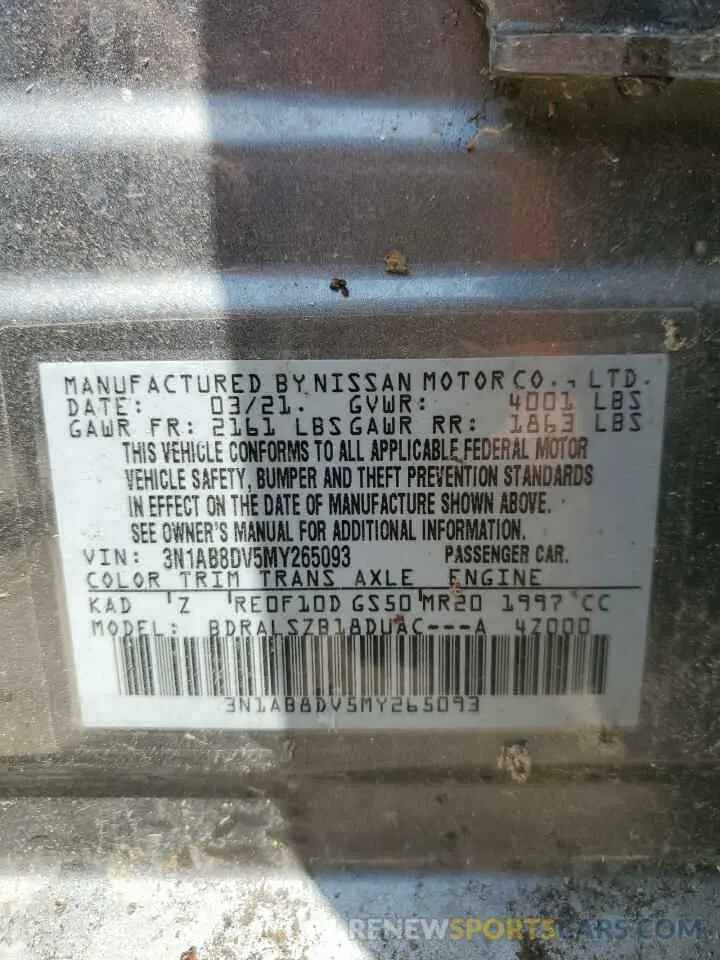 MANUFACTURED BY NISSAN MOTOR CO., LTD.
DATE: 03/21. GVWR: 4001 LBS
GAWR FR: 2161 LBS GAWR RR: 1863 LBS
THIS VEHICLE CONFORMS TO ALL APPLICABLE FEDERAL MOTOR
VEHICLE SAFETY, BUMPER AND THEFT PREVENTION STANDARDS
IN EFFECT ON THE DATE OF MANUFACTURE SHOWN ABOVE.
SEE OWNER'S MANUAL FOR ADDITIONAL INFORMATION.
VIN: 3N1AB8DV5MY265093 PASSENGER CAR.
COLOR TRIM TRANS AXLE ENGINE
KAD Z RE0F10D GS50 MR20 1997 CC
MODEL: BDRALSZB18DUAC---A 4Z000
3N1AB8DV5MY265093
RENEWSPORTSCARS.COM